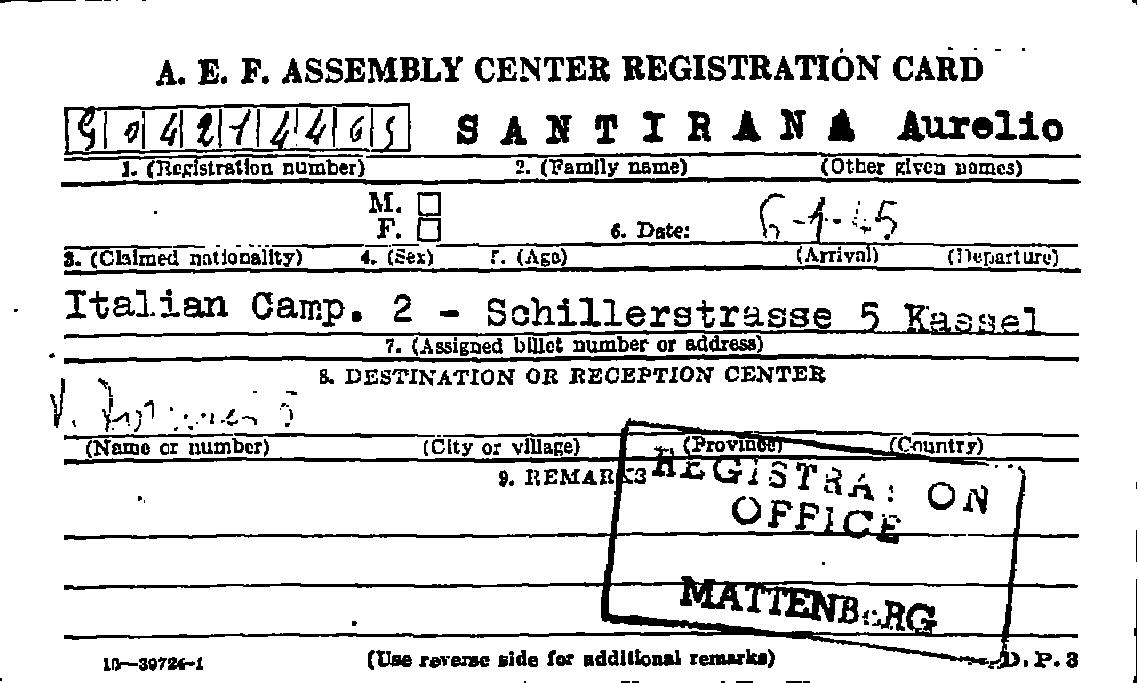 A. E. F. ASSEMBLY CENTER REGISTRATION CARD
SANTIRANA Aurelio
1. (Registration number) 2. (Family name) (Other given names)
M. ☐
F. ☐ 6. Date: 6-4-45
3. (Claimed nationality) 4. (Sex) 5. (Age) (Arrival) (Departure)
Italian Camp. 2 - Schillerstrasse 5 Kassel
7. (Assigned billet number or address)
8. DESTINATION OR RECEPTION CENTER
V.
(Name or number) (City or village) (Province) (Country)
9. REMARKS
REGISTRATION
OFFICE
MATTENBERG
16—39724-1 (Use reverse side for additional remarks) D.P.3